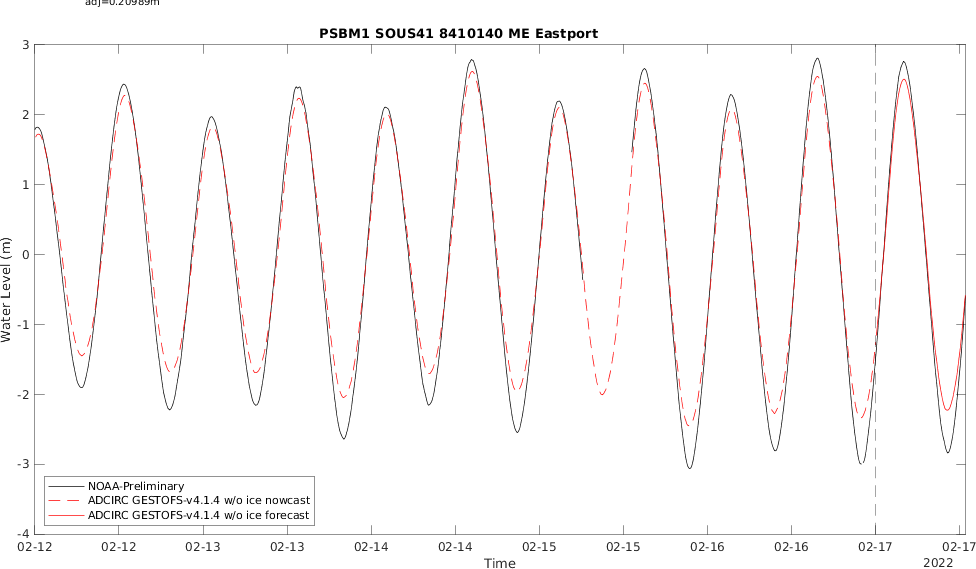 adj=0.20989m
PSBM1 SOUS41 8410140 ME Eastport
3
2
1
0
-1
-2
-3
-4
Water Level (m)
NOAA-Preliminary
ADCIRC GESTOFS-v4.1.4 w/o ice nowcast
ADCIRC GESTOFS-v4.1.4 w/o ice forecast
02-12 02-12 02-13 02-13 02-14 02-14 02-15 02-15 02-16 02-16 02-17 02-17
Time
2022